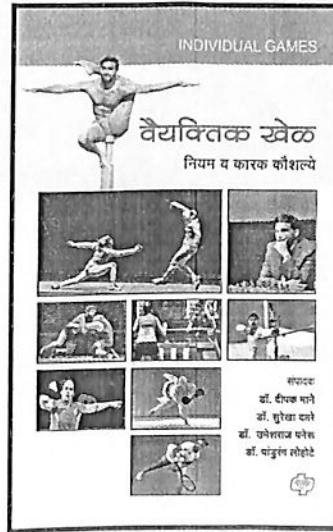 INDIVIDUAL GAMES
वैयक्तिक खेळ
नियम व कारक कौशल्ये
संपादक
डॉ. दीपक माने
डॉ. सुरेखा दप्तरे
डॉ. उमेशराज पनेरू
डॉ. पांडुरंग लोहोटे